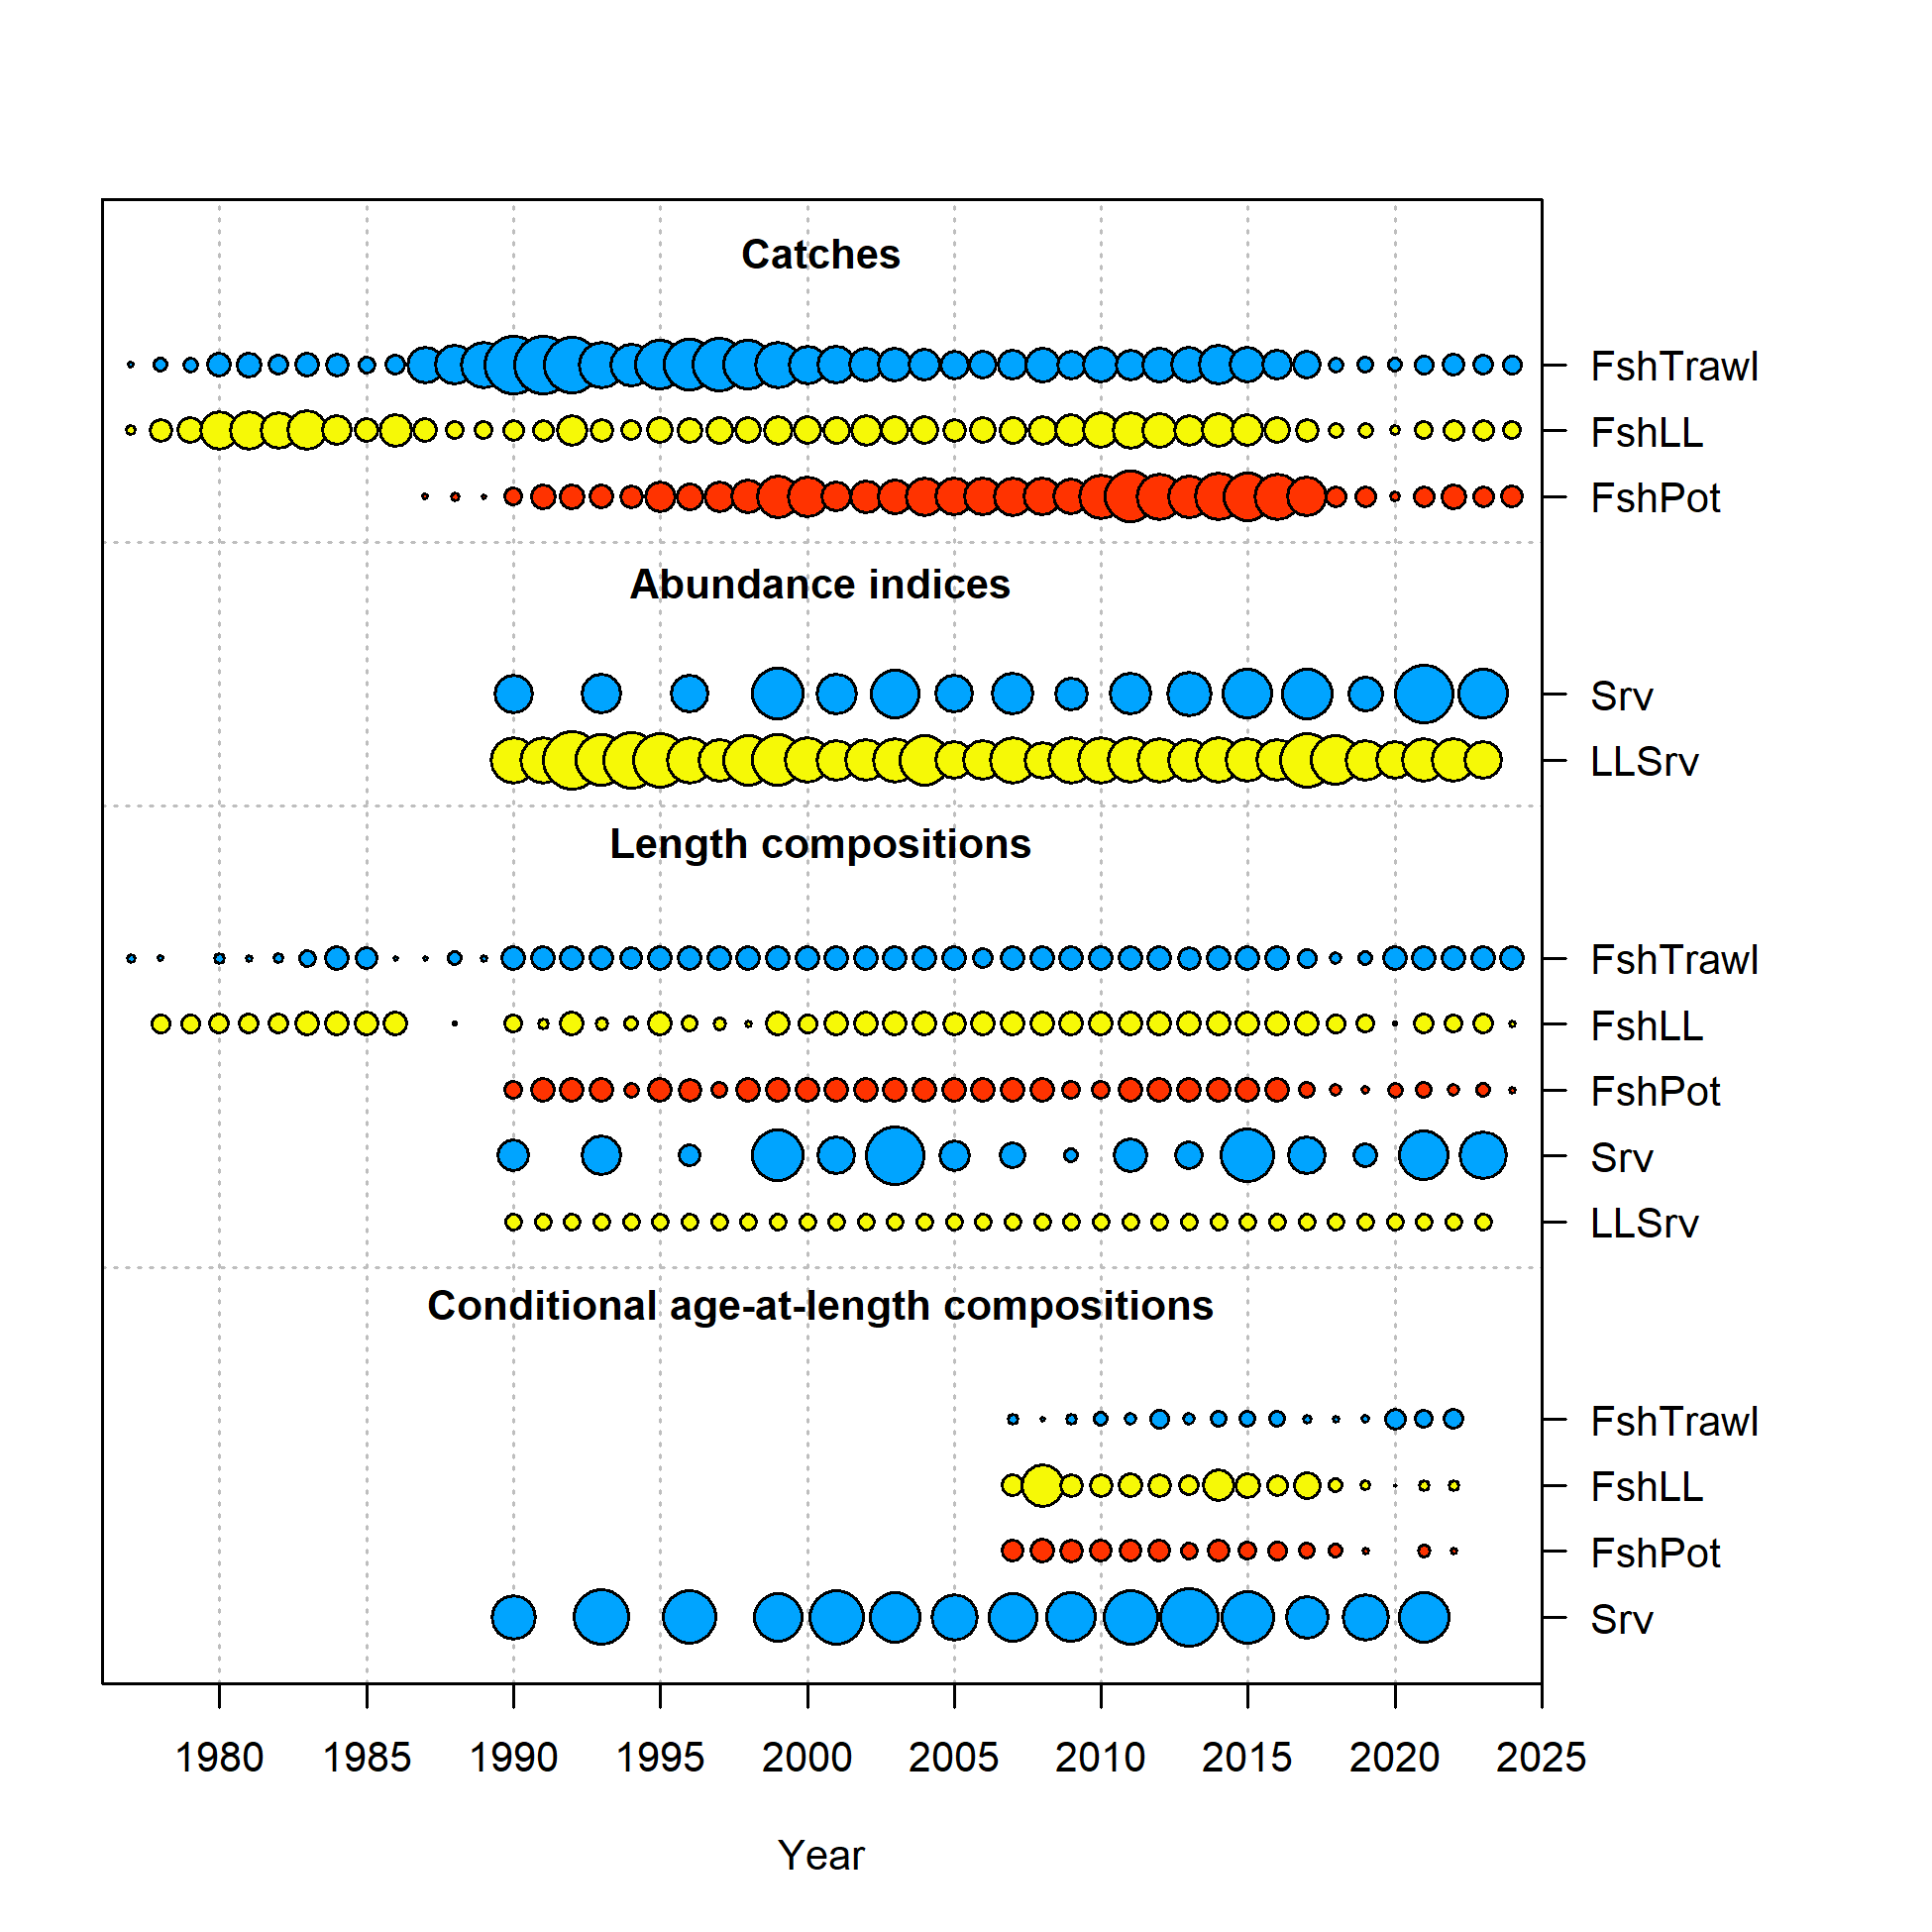 Catches
FshTrawl
FshLL
FshPot
Abundance indices
Srv
LLSrv
Length compositions
FshTrawl
FshLL
FshPot
Srv
LLSrv
Conditional age-at-length compositions
FshTrawl
FshLL
FshPot
Srv
1980 1985 1990 1995 2000 2005 2010 2015 2020 2025
Year